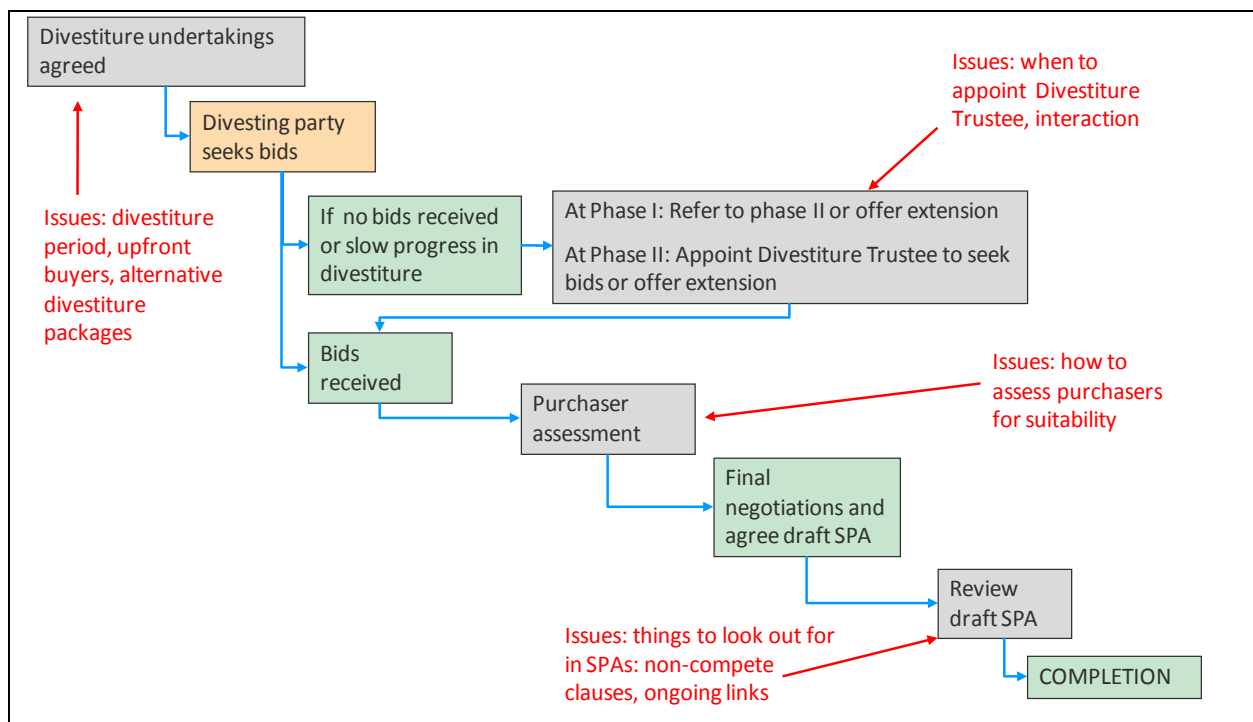 Divestiture undertakings
agreed
Issues: when to
appoint Divestiture
Trustee, interaction
Divesting party
seeks bids
Issues: divestiture
period, upfront
buyers, alternative
divestiture
packages
If no bids received
or slow progress in
divestiture
At Phase I: Refer to phase II or offer extension
At Phase II: Appoint Divestiture Trustee to seek
bids or offer extension
Bids
received
Issues: how to
assess purchasers
for suitability
Purchaser
assessment
Final
negotiations and
agree draft SPA
Review
draft SPA
Issues: things to look out for
in SPAs: non-compete
clauses, ongoing links
COMPLETION